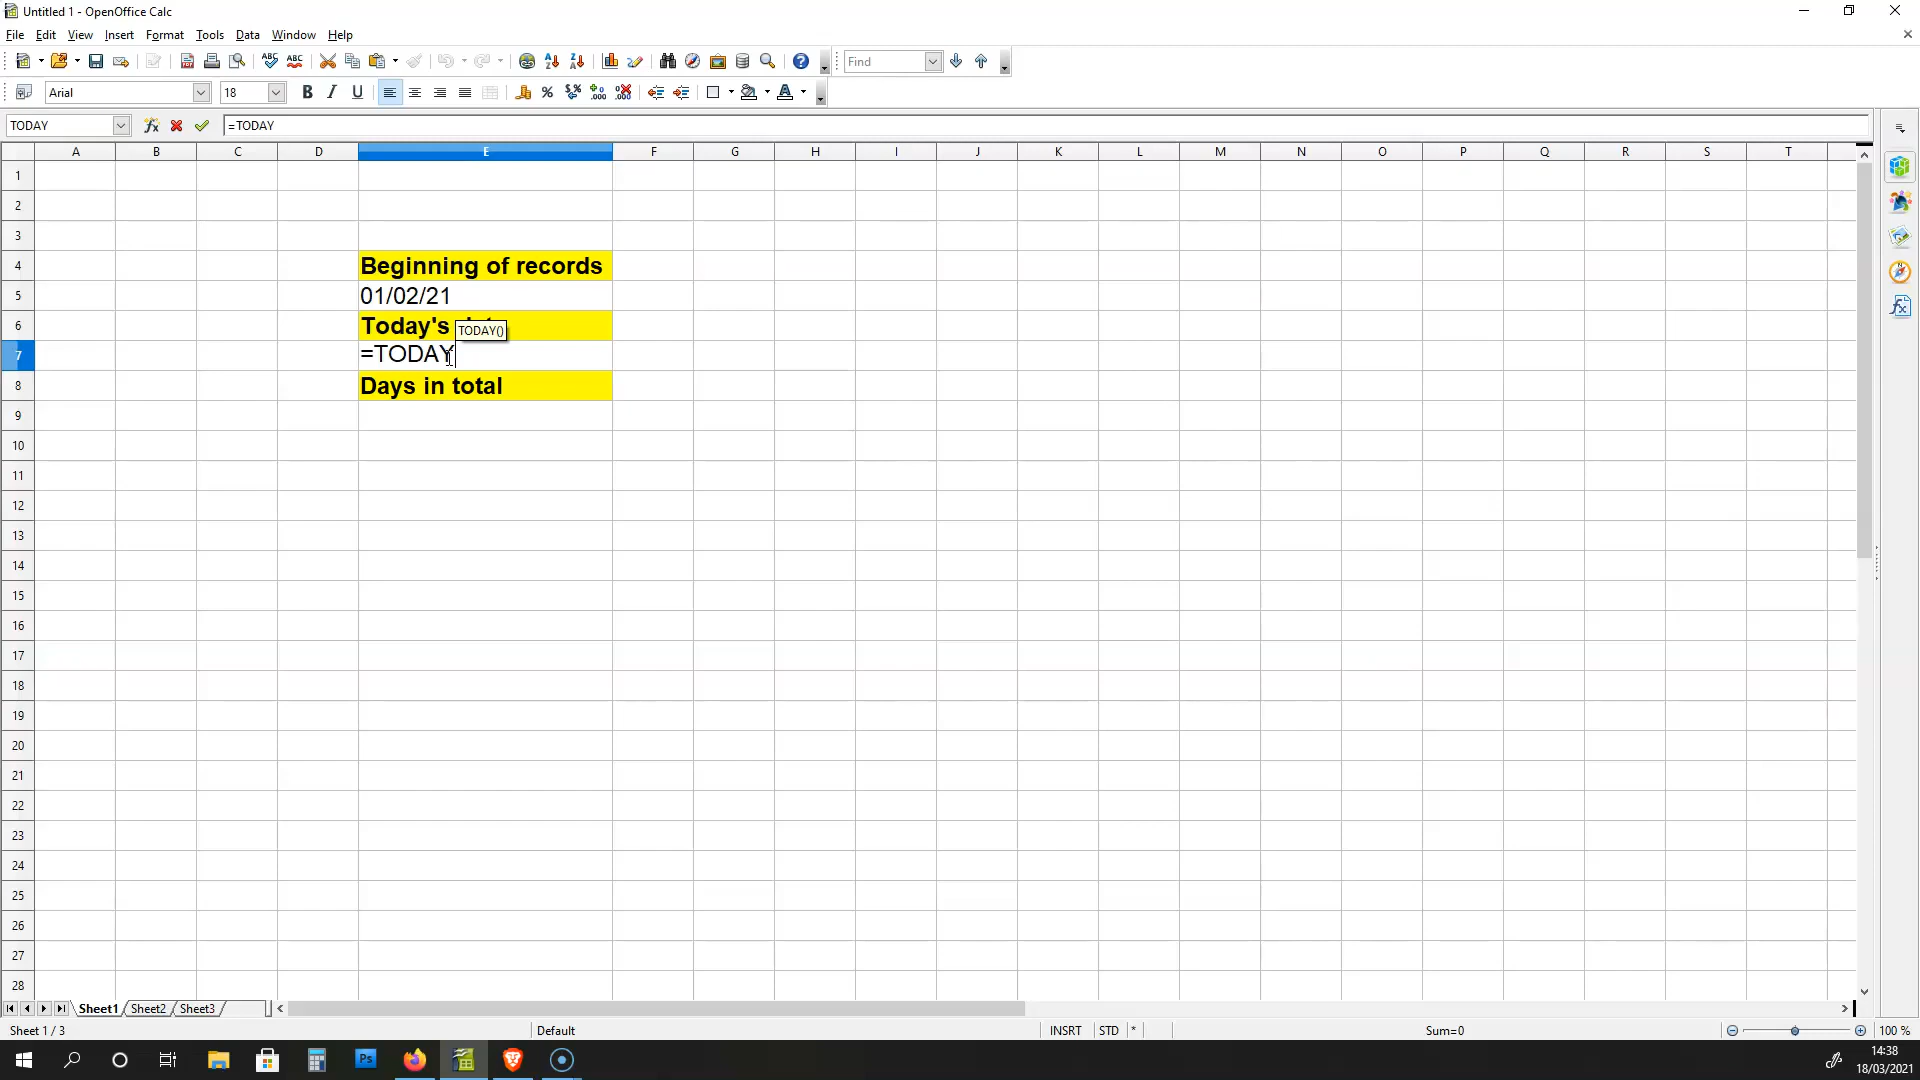 Untitled 1 - OpenOffice Calc
File Edit View Insert Format Tools Data Window Help
Find
Arial 18
TODAY =TODAY
A B C D E F G H I J K L M N O P Q R S T
1
2
3
4 Beginning of records
5 01/02/21
6 Today's
TODAY()
7 =TODAY
8 Days in total
9
10
11
12
13
14
15
16
17
18
19
20
21
22
23
24
25
26
27
28
Sheet1 Sheet2 Sheet3
Sheet 1 / 3 Default INSRT STD * Sum=0 100 %
Ps
14:38
18/03/2021